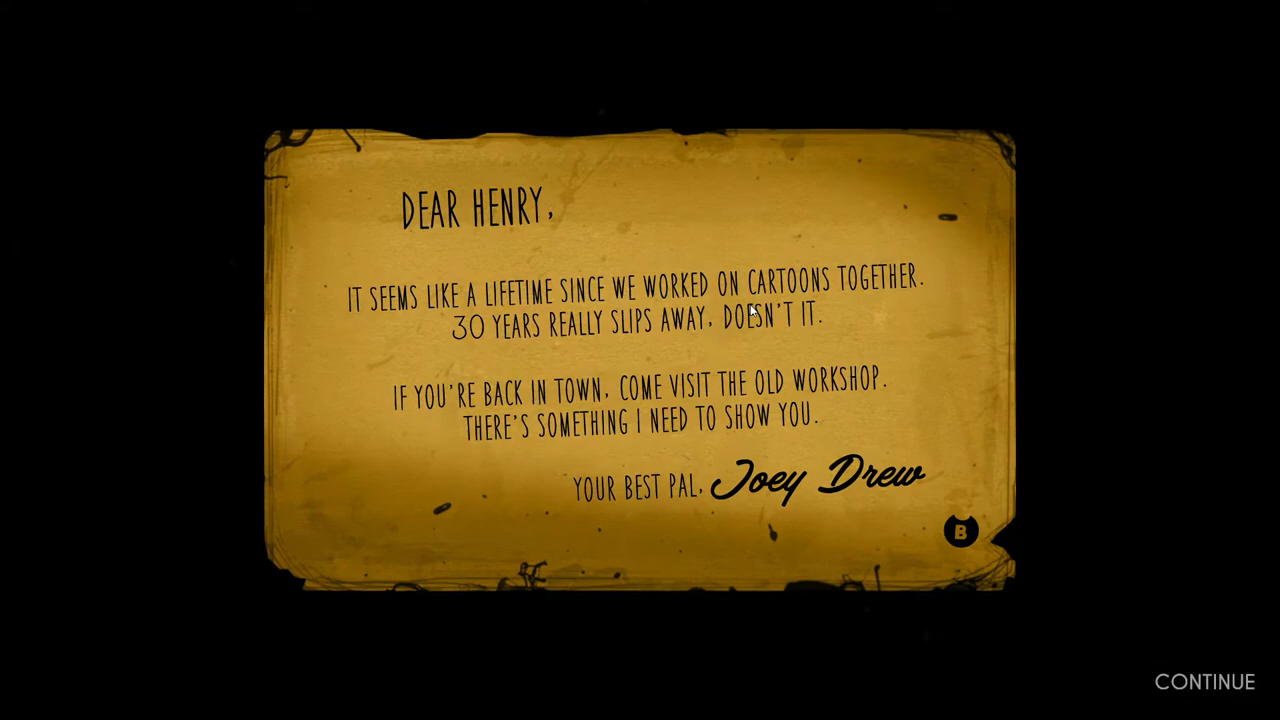 DEAR HENRY,
IT SEEMS LIKE A LIFETIME SINCE WE WORKED ON CARTOONS TOGETHER.
30 YEARS REALLY SLIPS AWAY, DOESN'T IT.
IF YOU'RE BACK IN TOWN, COME VISIT THE OLD WORKSHOP.
THERE'S SOMETHING I NEED TO SHOW YOU.
YOUR BEST PAL, Joey Drew
B
CONTINUE